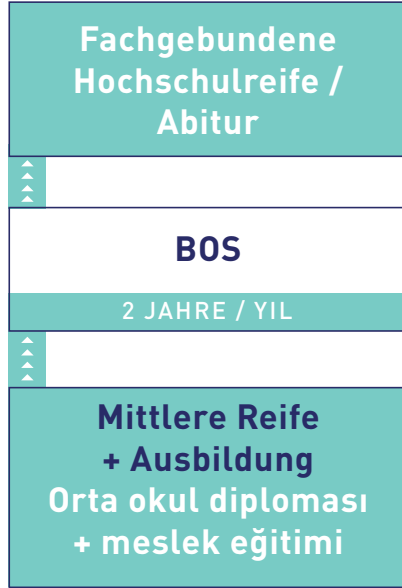 Fachgebundene
Hochschulreife /
Abitur
BOS
2 JAHRE / YIL
Mittlere Reife
+ Ausbildung
Orta okul diploması
+ meslek eğitimi